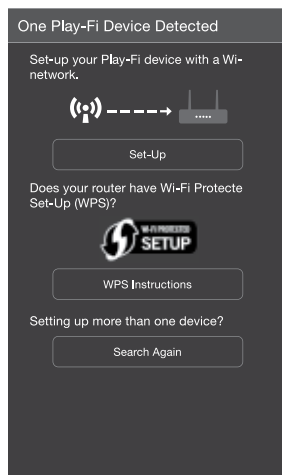 One Play-Fi Device Detected
Set-up your Play-Fi device with a Wi-
network.
Set-Up
Does your router have Wi-Fi Protecte
Set-Up (WPS)?
WI-FI PROTECTED
SETUP
WPS Instructions
Setting up more than one device?
Search Again